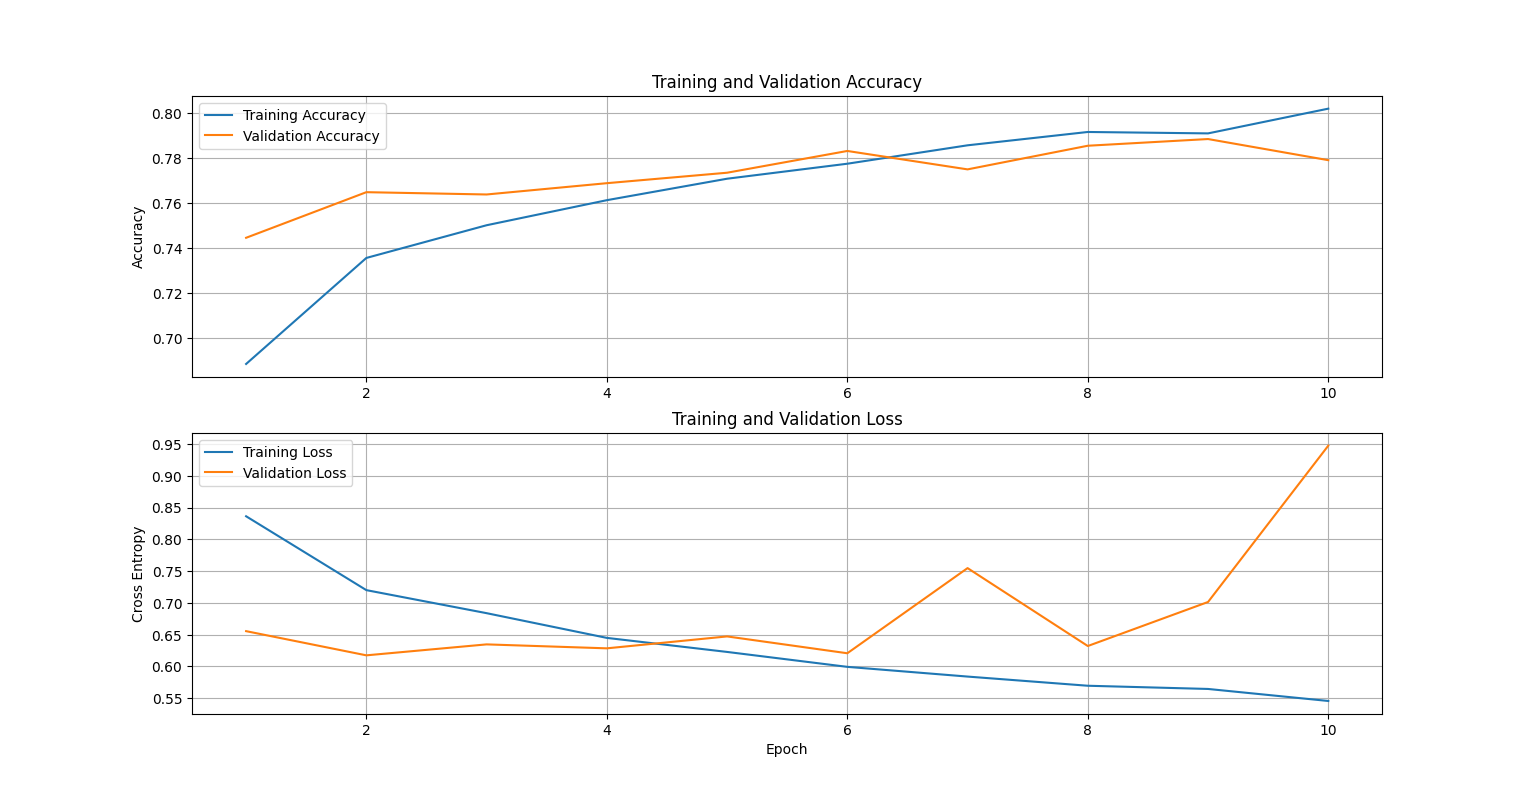 Training and Validation Accuracy
Training Accuracy
Validation Accuracy
Accuracy
0.80
0.78
0.76
0.74
0.72
0.70
2 4 6 8 10
Training and Validation Loss
Training Loss
Validation Loss
Cross Entropy
0.95
0.90
0.85
0.80
0.75
0.70
0.65
0.60
0.55
2 4 6 8 10
Epoch